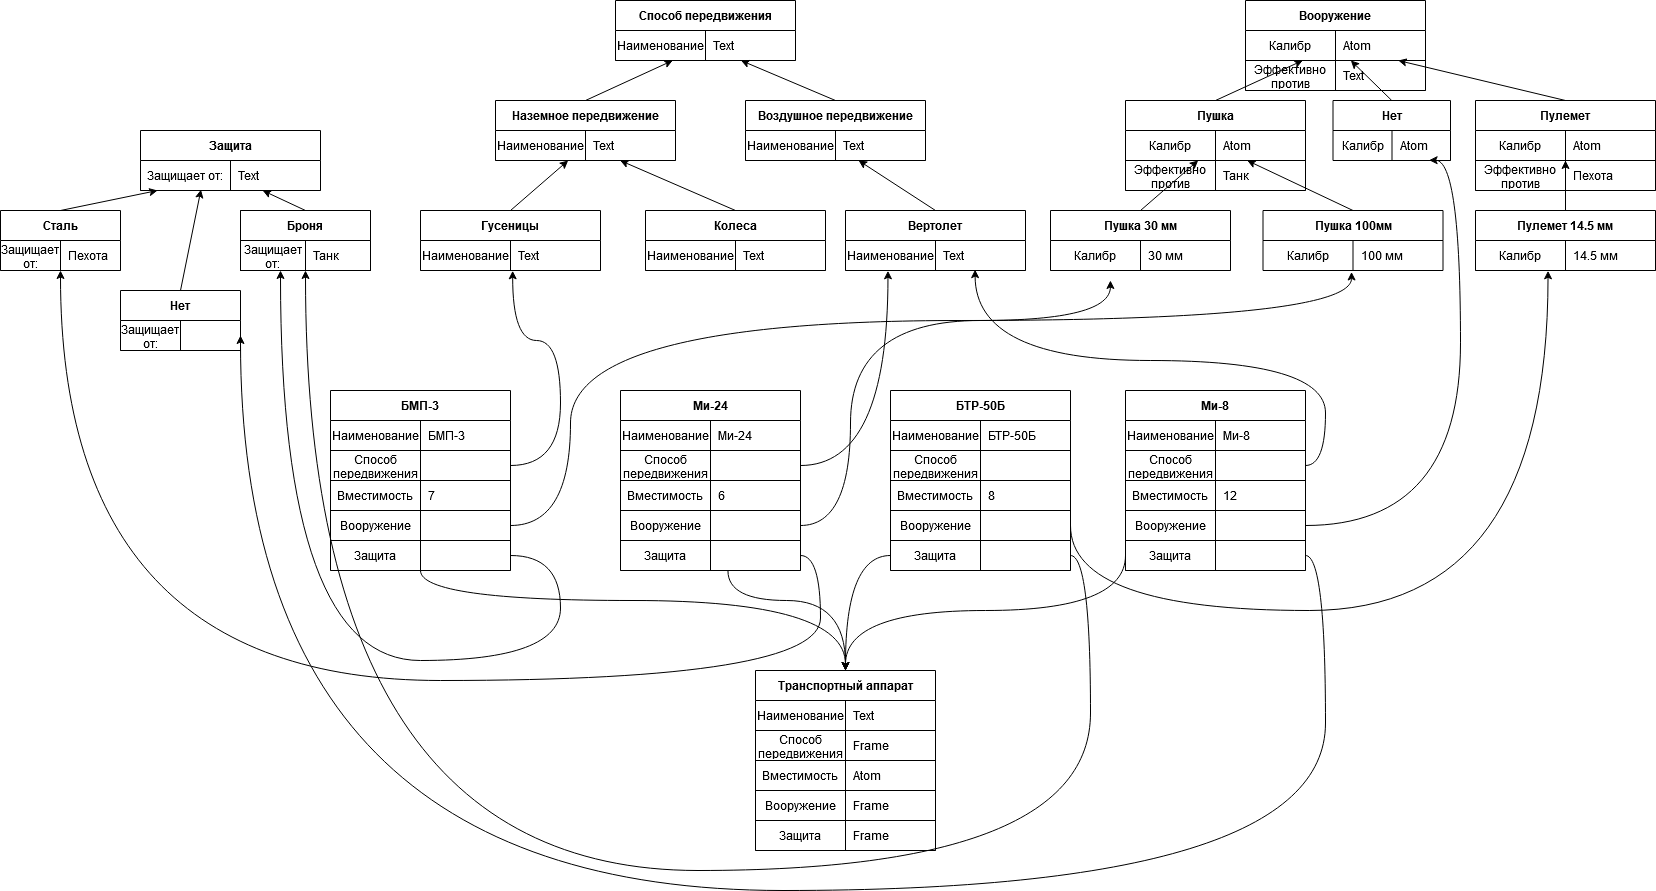 Способ передвижения
Наименование Text
Вооружение
Калибр Atom
Эффективно
против
Text
Наземное передвижение
Наименование Text
Воздушное передвижение
Наименование Text
Пушка
Калибр Atom
Эффективно
против
Танк
Нет
Калибр Atom
Пулемет
Калибр Atom
Эффективно
против
Пехота
Защита
Защищает от: Text
Сталь
Защищает
от:
Пехота
Броня
Защищает
от:
Танк
Нет
Защищает
от:
Гусеницы
Наименование Text
Колеса
Наименование Text
Вертолет
Наименование Text
Пушка 30 мм
Калибр 30 мм
Пушка 100мм
Калибр 100 мм
Пулемет 14.5 мм
Калибр 14.5 мм
БМП-3
Наименование БМП-3
Способ
передвижения
Вместимость 7
Вооружение
Защита
Ми-24
Наименование Ми-24
Способ
передвижения
Вместимость 6
Вооружение
Защита
БТР-50Б
Наименование БТР-50Б
Способ
передвижения
Вместимость 8
Вооружение
Защита
Ми-8
Наименование Ми-8
Способ
передвижения
Вместимость 12
Вооружение
Защита
Транспортный аппарат
Наименование Text
Способ
передвижения
Frame
Вместимость Atom
Вооружение Frame
Защита Frame